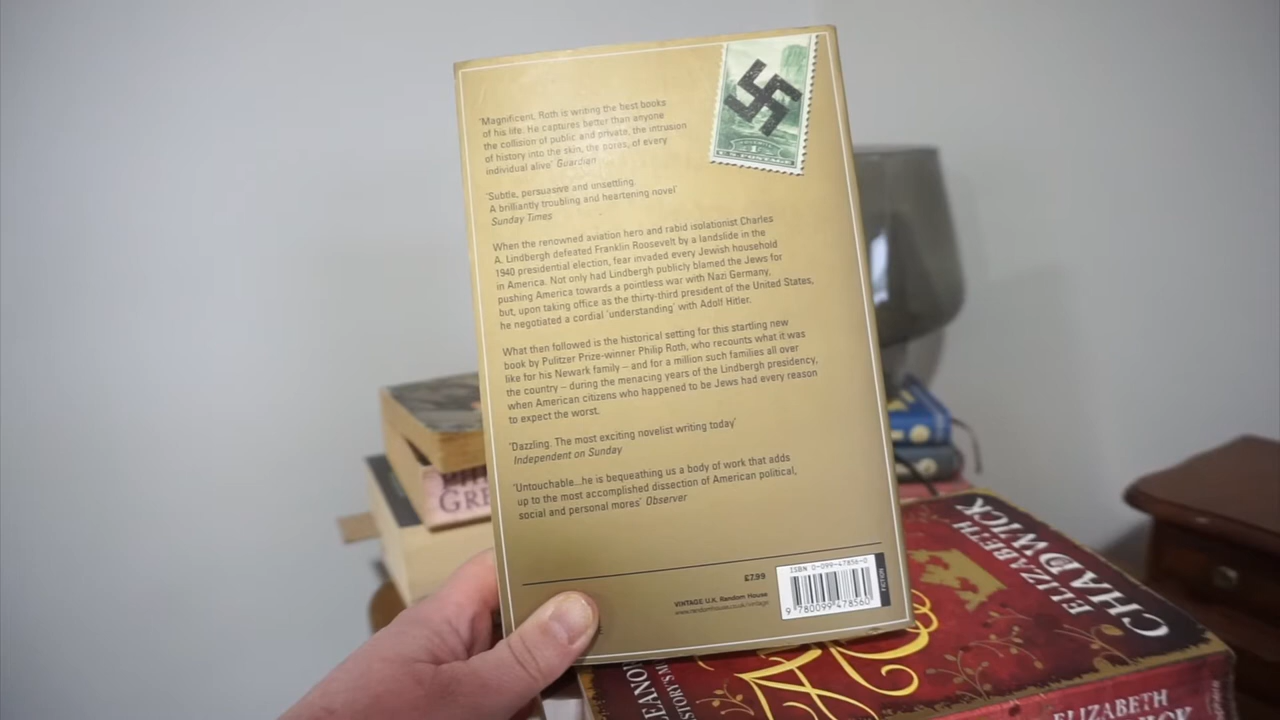 'Magnificent, Roth is writing the best books
of his life. He captures better than anyone
the collision of public and private, the intrusion
of history into the skin, the pores, of every
individual alive' Guardian
'Subtle, persuasive and unsettling.
A brilliantly troubling and heartening novel'
Sunday Times
When the renowned aviation hero and rabid isolationist Charles
A. Lindbergh defeated Franklin Roosevelt by a landslide in the
1940 presidential election, fear invaded every Jewish household
in America. Not only had Lindbergh publicly blamed the Jews for
pushing America towards a pointless war with Nazi Germany,
but, upon taking office as the thirty-third president of the United States,
he negotiated a cordial 'understanding' with Adolf Hitler.
What then followed is the historical setting for this startling new
book by Pulitzer Prize-winner Philip Roth, who recounts what it was
like for his Newark family – and for a million such families all over
the country – during the menacing years of the Lindbergh presidency,
when American citizens who happened to be Jews had every reason
to expect the worst.
'Dazzling. The most exciting novelist writing today'
Independent on Sunday
'Untouchable...he is bequeathing us a body of work that adds
up to the most accomplished dissection of American political,
social and personal mores' Observer
£7.99
VINTAGE U.K. Random House
www.randomhouse.co.uk/vintage
ISBN 0-099-47856-0
9 780099 478560
FICTION
1
U.S. POSTAGE
GRE
ELIZABETH
CHADWICK
ELIZABETH